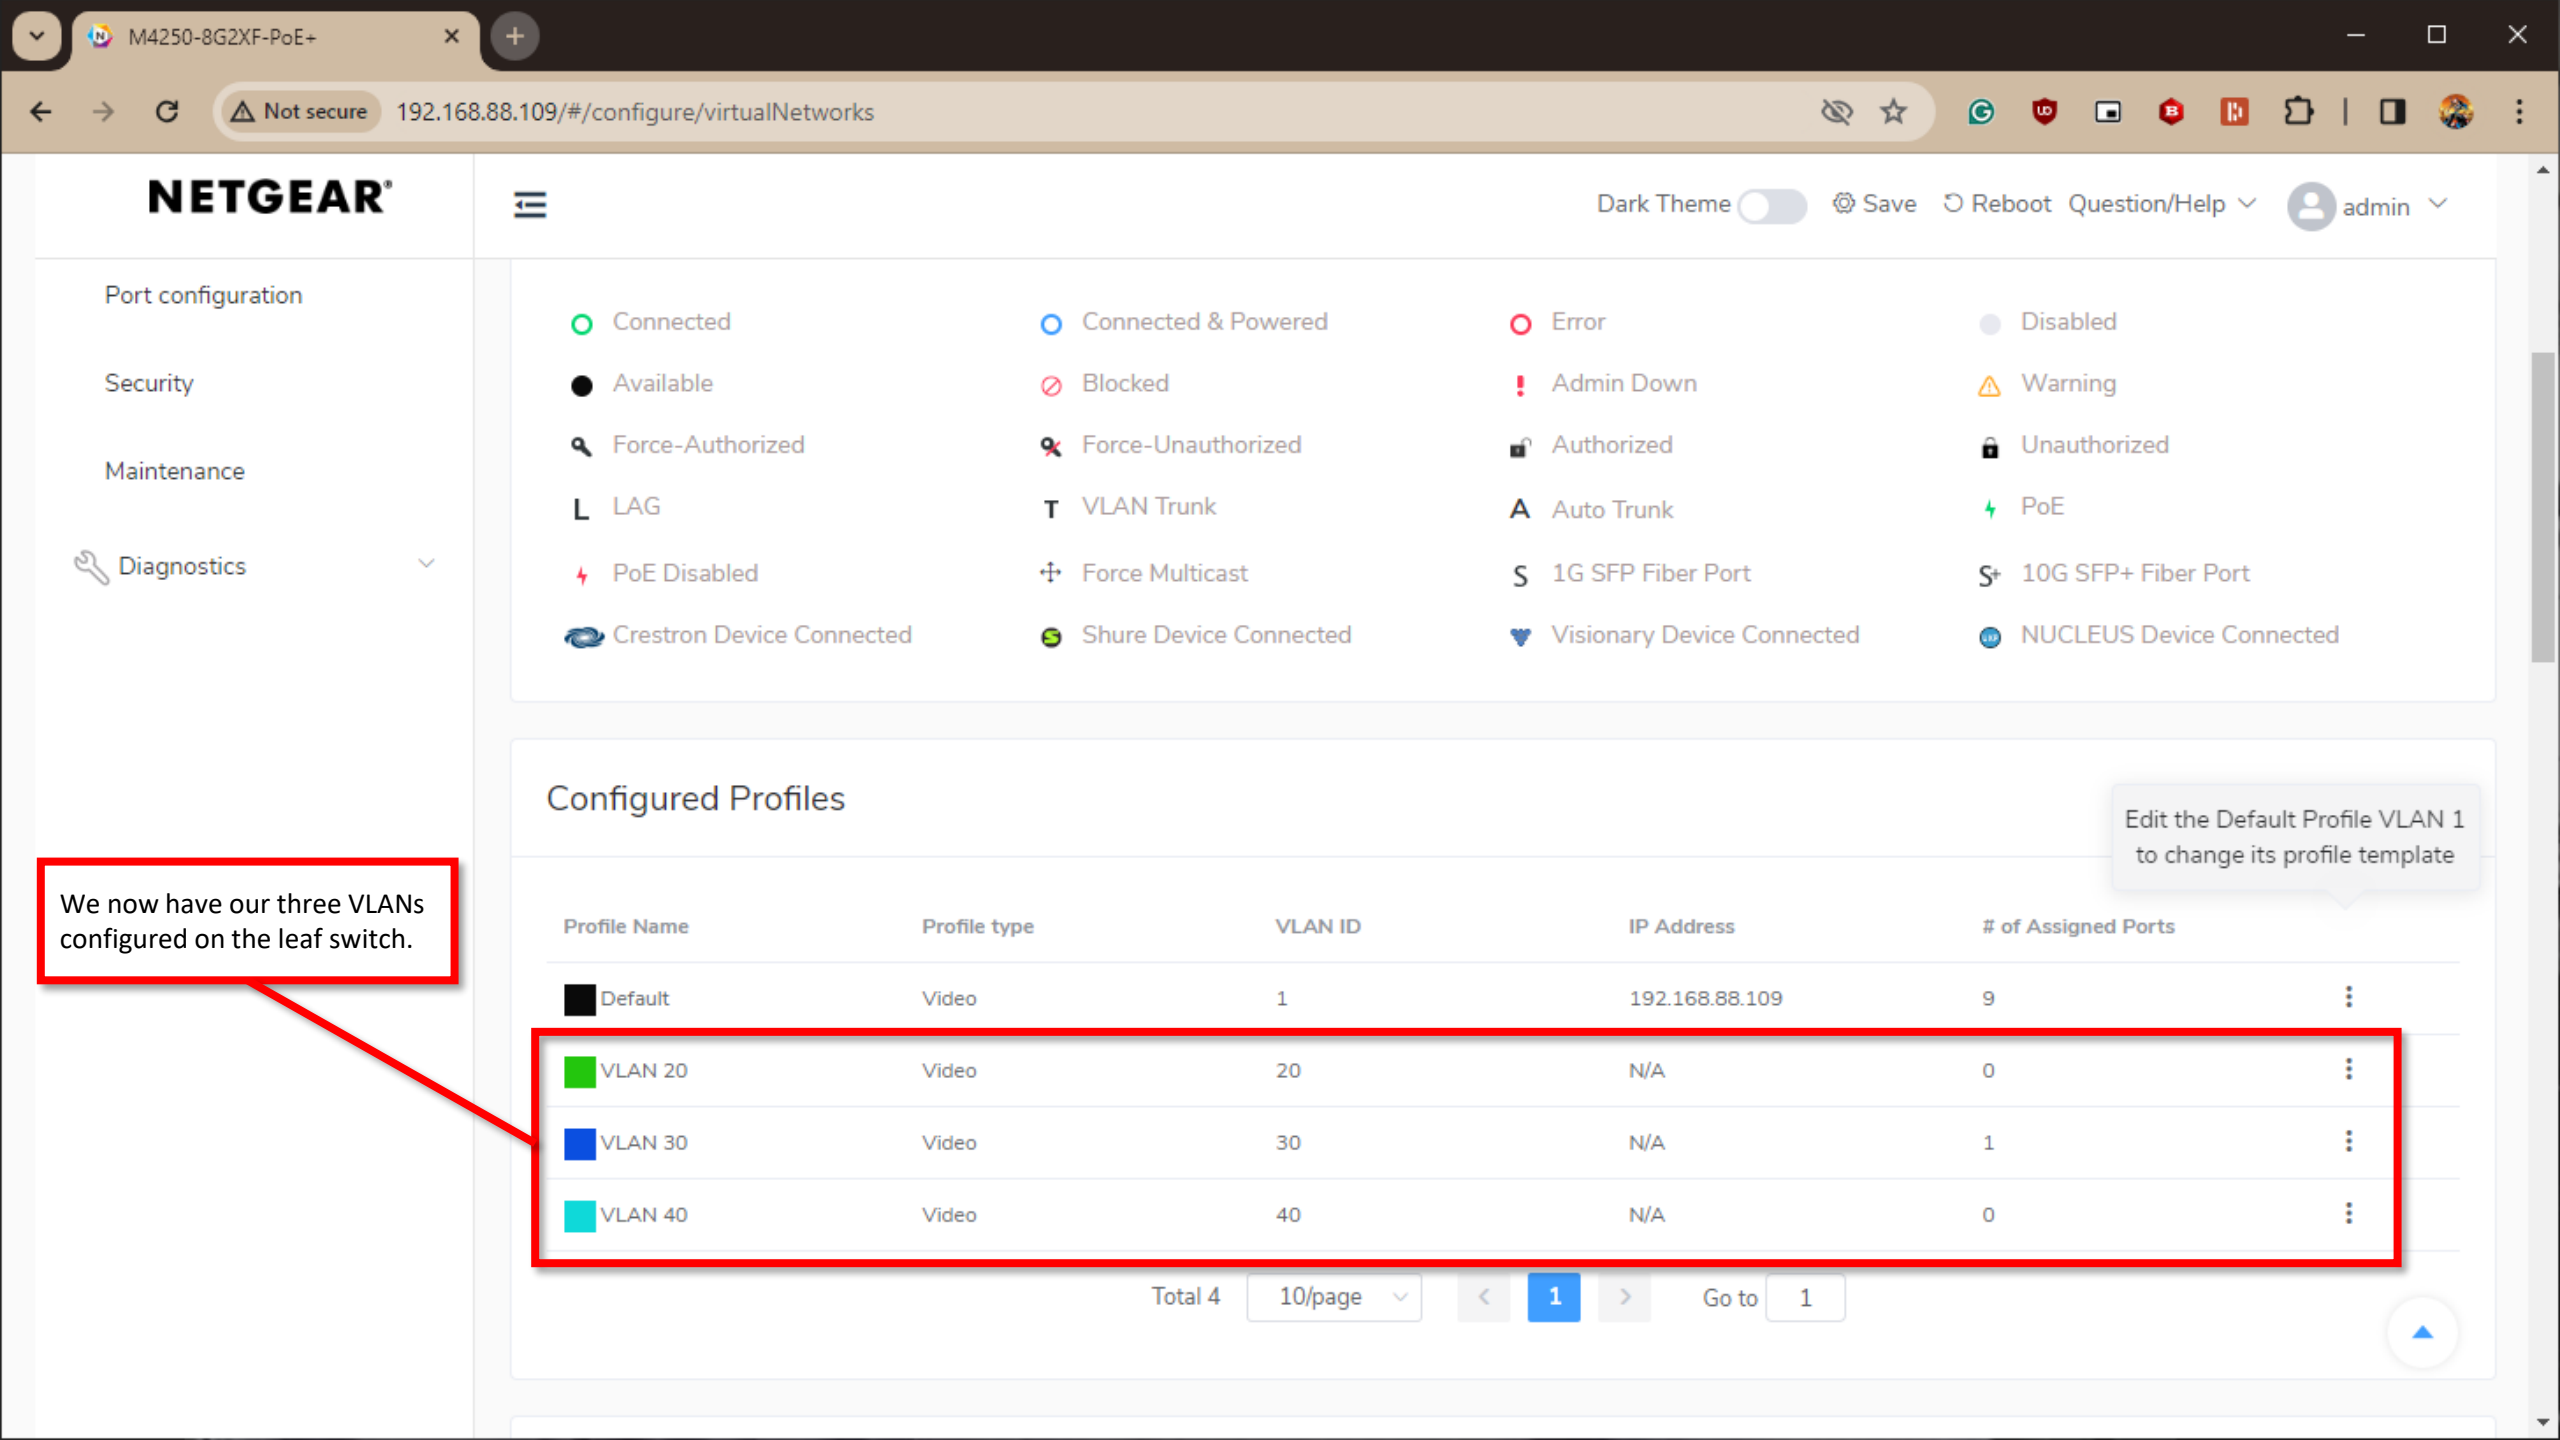 M4250-8G2XF-PoE+
Not secure 192.168.88.109/#/configure/virtualNetworks
NETGEAR®
Dark Theme Save Reboot Question/Help admin
Port configuration
Security
Maintenance
Diagnostics
Connected Connected & Powered Error Disabled
Available Blocked Admin Down Warning
Force-Authorized Force-Unauthorized Authorized Unauthorized
L LAG T VLAN Trunk A Auto Trunk PoE
PoE Disabled Force Multicast S 1G SFP Fiber Port S+ 10G SFP+ Fiber Port
Crestron Device Connected Shure Device Connected Visionary Device Connected NUCLEUS Device Connected
Configured Profiles
Edit the Default Profile VLAN 1
to change its profile template
We now have our three VLANs
configured on the leaf switch.
Profile Name Profile type VLAN ID IP Address # of Assigned Ports
Default Video 1 192.168.88.109 9
VLAN 20 Video 20 N/A 0
VLAN 30 Video 30 N/A 1
VLAN 40 Video 40 N/A 0
Total 4 10/page < 1 > Go to 1